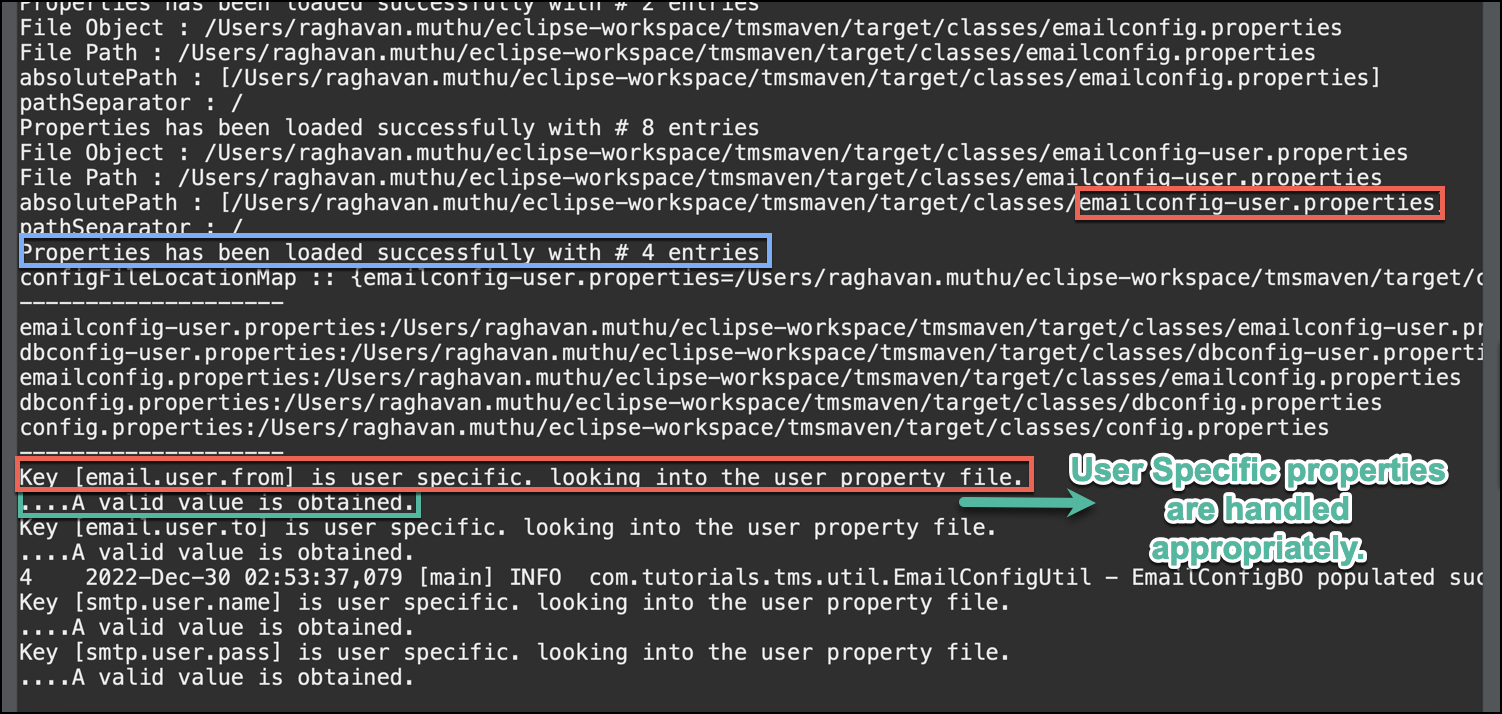 Properties has been loaded successfully with # 2 entries
File Object : /Users/raghavan.muthu/eclipse-workspace/tmsmaven/target/classes/emailconfig.properties
File Path : /Users/raghavan.muthu/eclipse-workspace/tmsmaven/target/classes/emailconfig.properties
absolutePath : [/Users/raghavan.muthu/eclipse-workspace/tmsmaven/target/classes/emailconfig.properties]
pathSeparator : /
Properties has been loaded successfully with # 8 entries
File Object : /Users/raghavan.muthu/eclipse-workspace/tmsmaven/target/classes/emailconfig-user.properties
File Path : /Users/raghavan.muthu/eclipse-workspace/tmsmaven/target/classes/emailconfig-user.properties
absolutePath : [/Users/raghavan.muthu/eclipse-workspace/tmsmaven/target/classes/emailconfig-user.properties]
pathSeparator : /
Properties has been loaded successfully with # 4 entries
configFileLocationMap :: {emailconfig-user.properties=/Users/raghavan.muthu/eclipse-workspace/tmsmaven/target/c
--------------------
emailconfig-user.properties:/Users/raghavan.muthu/eclipse-workspace/tmsmaven/target/classes/emailconfig-user.pr
dbconfig-user.properties:/Users/raghavan.muthu/eclipse-workspace/tmsmaven/target/classes/dbconfig-user.properti
emailconfig.properties:/Users/raghavan.muthu/eclipse-workspace/tmsmaven/target/classes/emailconfig.properties
dbconfig.properties:/Users/raghavan.muthu/eclipse-workspace/tmsmaven/target/classes/dbconfig.properties
config.properties:/Users/raghavan.muthu/eclipse-workspace/tmsmaven/target/classes/config.properties
--------------------
Key [email.user.from] is user specific. looking into the user property file.
....A valid value is obtained.
Key [email.user.to] is user specific. looking into the user property file.
....A valid value is obtained.
4    2022-Dec-30 02:53:37,079 [main] INFO  com.tutorials.tms.util.EmailConfigUtil - EmailConfigBO populated suc
Key [smtp.user.name] is user specific. looking into the user property file.
....A valid value is obtained.
Key [smtp.user.pass] is user specific. looking into the user property file.
....A valid value is obtained.
User Specific properties
are handled
appropriately.